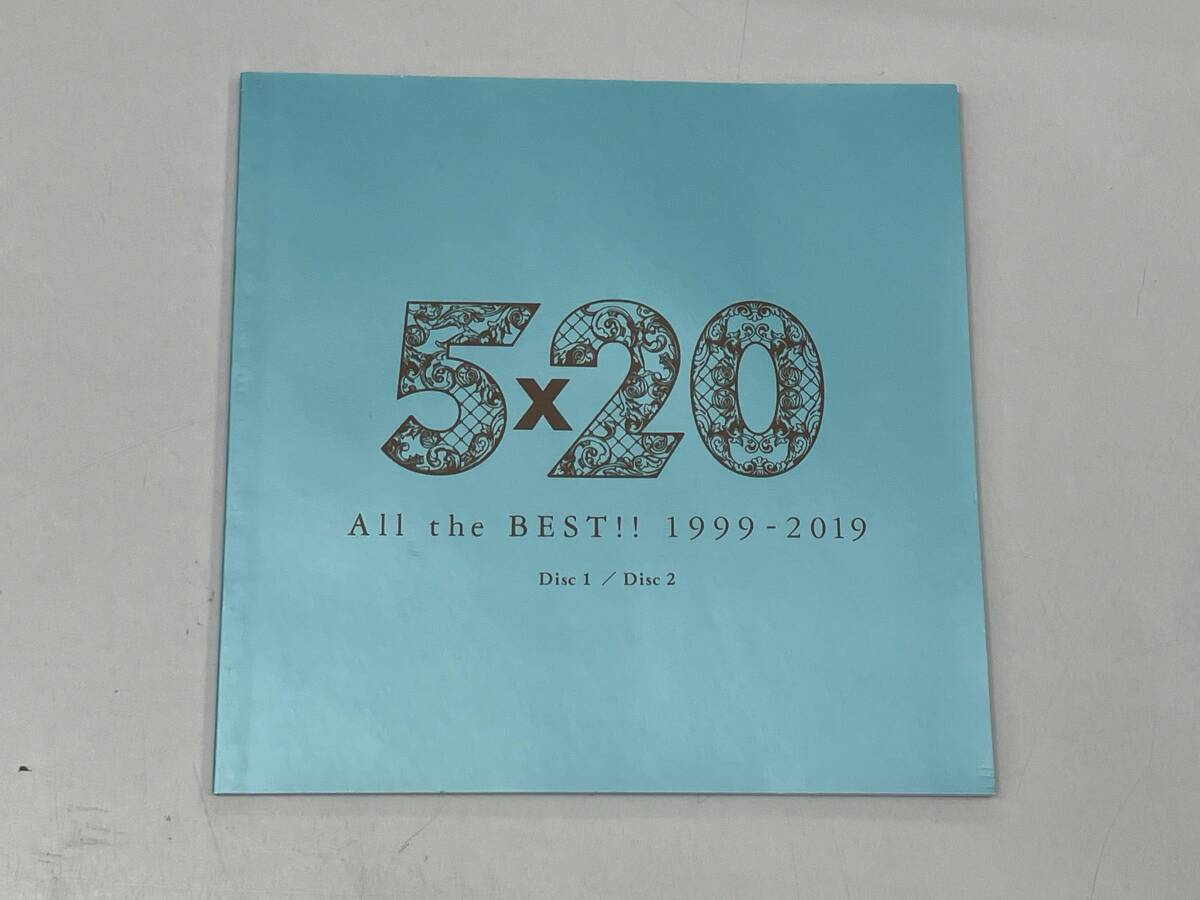 5x20
All the BEST!! 1999-2019
Disc 1 ／ Disc 2